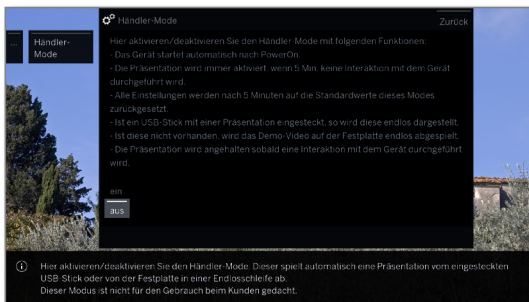 Händler-Mode
Zurück
...
Händler-
Mode
Hier aktivieren/deaktivieren Sie den Händler-Mode mit folgenden Funktionen:
- Das Gerät startet automatisch nach PowerOn.
- Die Präsentation wird immer aktiviert, wenn 5 Min. keine Interaktion mit dem Gerät
durchgeführt wird.
- Alle Einstellungen werden nach 5 Minuten auf die Standardwerte dieses Modes
zurückgesetzt.
- Ist ein USB-Stick mit einer Präsentation eingesteckt, so wird diese endlos dargestellt.
- Ist diese nicht vorhanden, wird das Demo-Video auf der Festplatte endlos abgespielt.
- Die Präsentation wird angehalten sobald eine Interaktion mit dem Gerät durchgeführt
wird.
ein
aus
Hier aktivieren/deaktivieren Sie den Händler-Mode. Dieser spielt automatisch eine Präsentation vom eingesteckten
USB-Stick oder von der Festplatte in einer Endlosschleife ab.
Dieser Modus ist nicht für den Gebrauch beim Kunden gedacht.